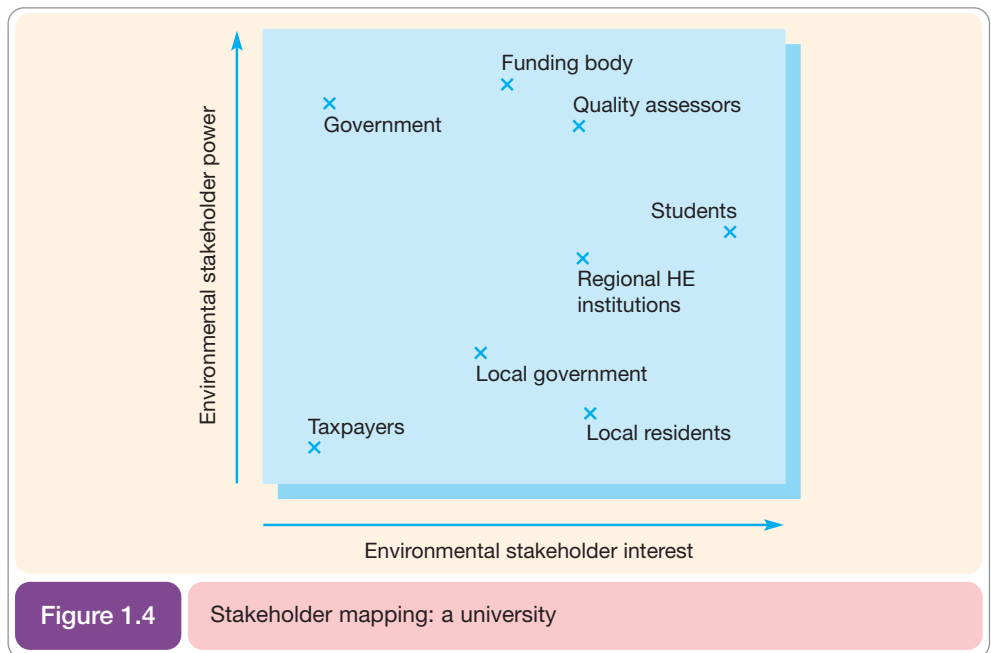 Environmental stakeholder power
Funding body
Quality assessors
Government
Students
Regional HE
institutions
Local government
Taxpayers
Local residents
Environmental stakeholder interest
Figure 1.4
Stakeholder mapping: a university